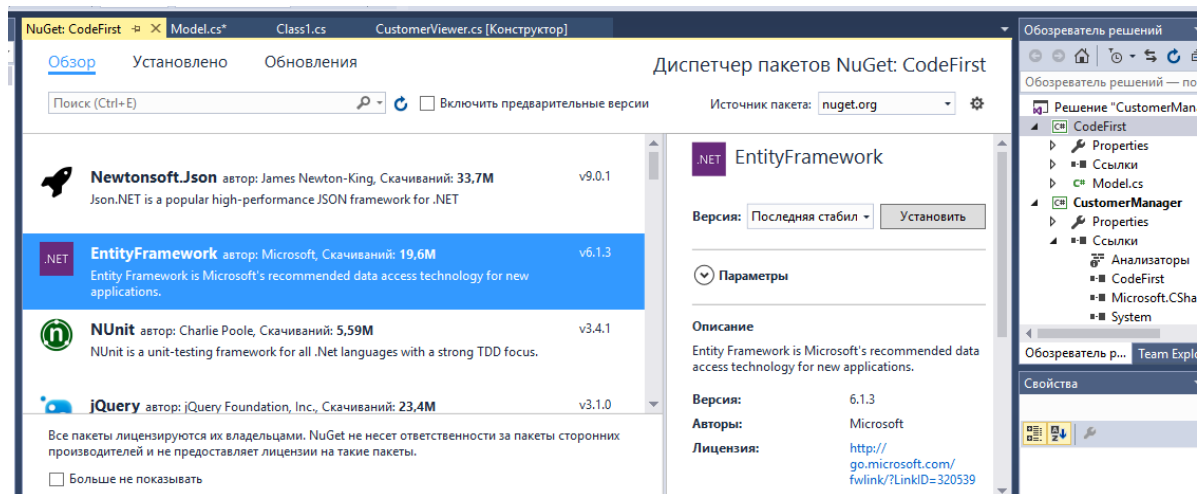 NuGet: CodeFirst
Model.cs*
Class1.cs
CustomerViewer.cs [Конструктор]
Обзор
Установлено
Обновления
Диспетчер пакетов NuGet: CodeFirst
Поиск (Ctrl+E)
Включить предварительные версии
Источник пакета: nuget.org
Newtonsoft.Json автор: James Newton-King, Скачиваний: 33,7M
v9.0.1
Json.NET is a popular high-performance JSON framework for .NET
.NET
EntityFramework автор: Microsoft, Скачиваний: 19,6M
v6.1.3
Entity Framework is Microsoft's recommended data access technology for new
applications.
NUnit автор: Charlie Poole, Скачиваний: 5,59M
v3.4.1
NUnit is a unit-testing framework for all .Net languages with a strong TDD focus.
jQuery автор: jQuery Foundation, Inc., Скачиваний: 23,4M
v3.1.0
Все пакеты лицензируются их владельцами. NuGet не несет ответственности за пакеты сторонних
производителей и не предоставляет лицензии на такие пакеты.
Больше не показывать
.NET
EntityFramework
Версия: Последняя стабил
Установить
Параметры
Описание
Entity Framework is Microsoft's recommended data
access technology for new applications.
Версия: 6.1.3
Авторы: Microsoft
Лицензия: http://
go.microsoft.com/
fwlink/?LinkID=320539
Обозреватель решений
Обозреватель решений — по
Решение "CustomerMan
C# CodeFirst
Properties
Ссылки
C# Model.cs
C# CustomerManager
Properties
Ссылки
Анализаторы
CodeFirst
Microsoft.CSha
System
Обозреватель р...
Team Explo
Свойства